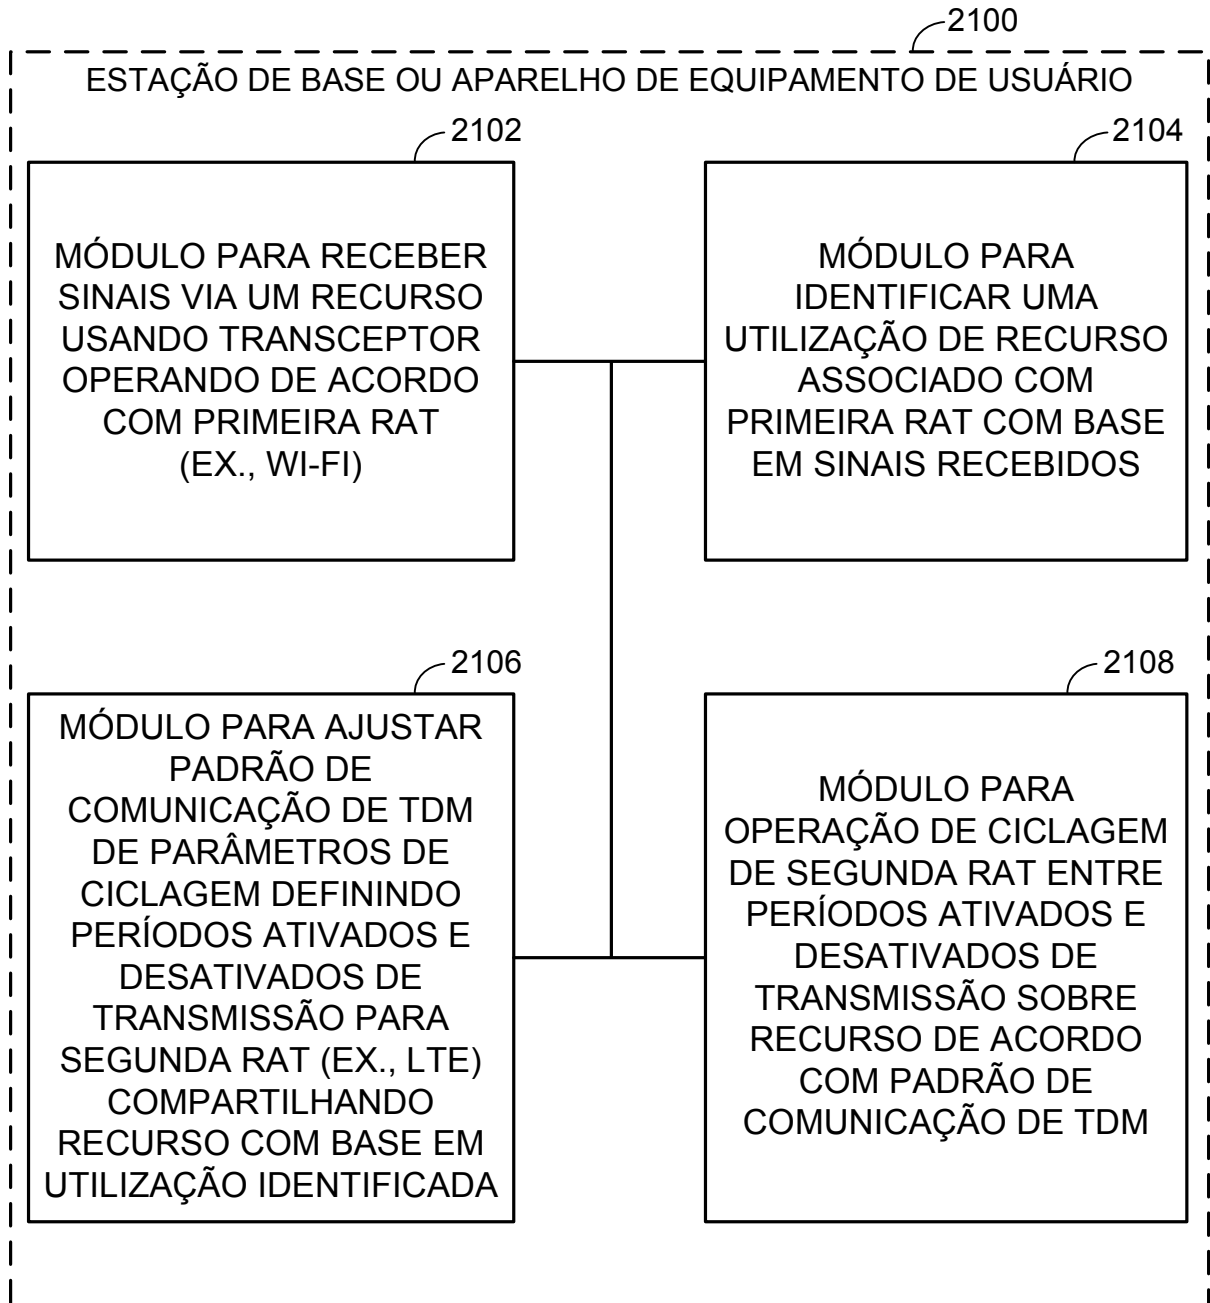 2100
ESTAÇÃO DE BASE OU APARELHO DE EQUIPAMENTO DE USUÁRIO
2102
MÓDULO PARA RECEBER
SINAIS VIA UM RECURSO
USANDO TRANSCEPTOR
OPERANDO DE ACORDO
COM PRIMEIRA RAT
(EX., WI-FI)
2104
MÓDULO PARA
IDENTIFICAR UMA
UTILIZAÇÃO DE RECURSO
ASSOCIADO COM
PRIMEIRA RAT COM BASE
EM SINAIS RECEBIDOS
2106
MÓDULO PARA AJUSTAR
PADRÃO DE
COMUNICAÇÃO DE TDM
DE PARÂMETROS DE
CICLAGEM DEFININDO
PERÍODOS ATIVADOS E
DESATIVADOS DE
TRANSMISSÃO PARA
SEGUNDA RAT (EX., LTE)
COMPARTILHANDO
RECURSO COM BASE EM
UTILIZAÇÃO IDENTIFICADA
2108
MÓDULO PARA
OPERAÇÃO DE CICLAGEM
DE SEGUNDA RAT ENTRE
PERÍODOS ATIVADOS E
DESATIVADOS DE
TRANSMISSÃO SOBRE
RECURSO DE ACORDO
COM PADRÃO DE
COMUNICAÇÃO DE TDM